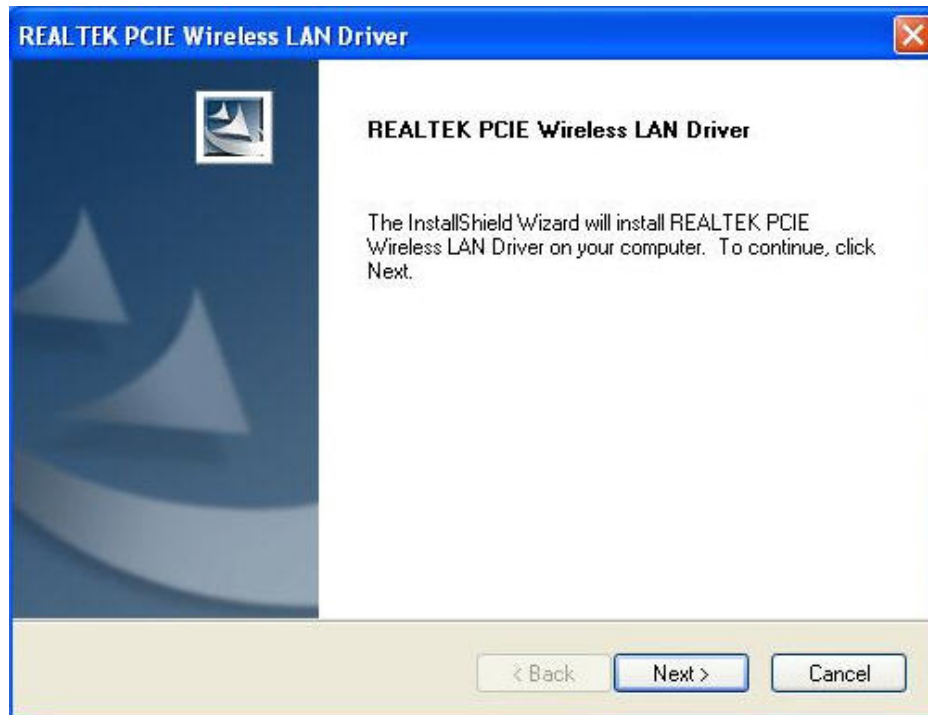 REALTEK PCIE Wireless LAN Driver
REALTEK PCIE Wireless LAN Driver
The InstallShield Wizard will install REALTEK PCIE
Wireless LAN Driver on your computer.  To continue, click
Next.
< Back
Next >
Cancel